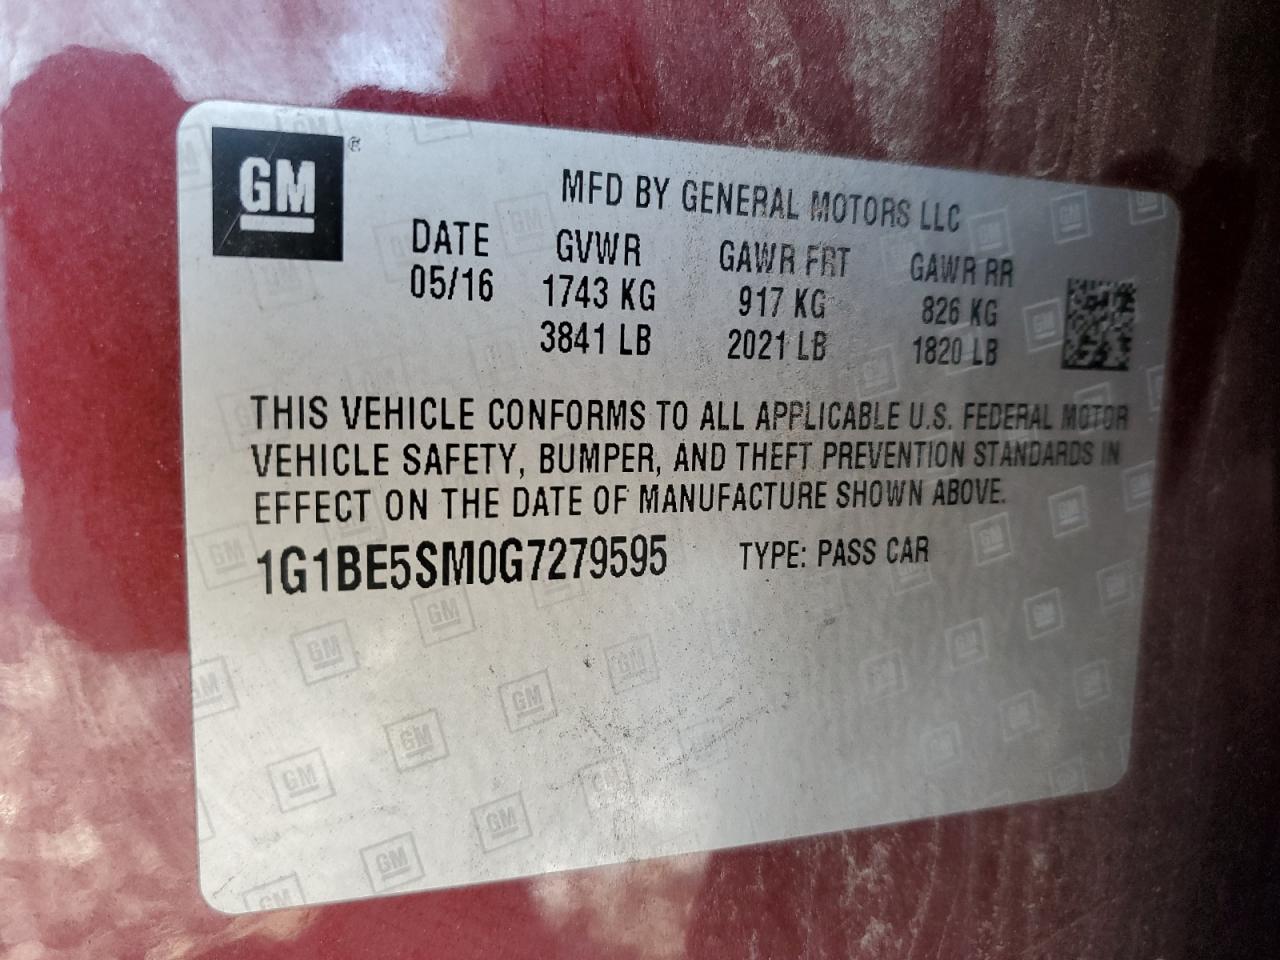 GM ®
MFD BY GENERAL MOTORS LLC
DATE GVWR GAWR FRT GAWR RR
05/16 1743 KG 917 KG 826 KG
3841 LB 2021 LB 1820 LB
THIS VEHICLE CONFORMS TO ALL APPLICABLE U.S. FEDERAL MOTOR
VEHICLE SAFETY, BUMPER, AND THEFT PREVENTION STANDARDS IN
EFFECT ON THE DATE OF MANUFACTURE SHOWN ABOVE.
1G1BE5SM0G7279595 TYPE: PASS CAR